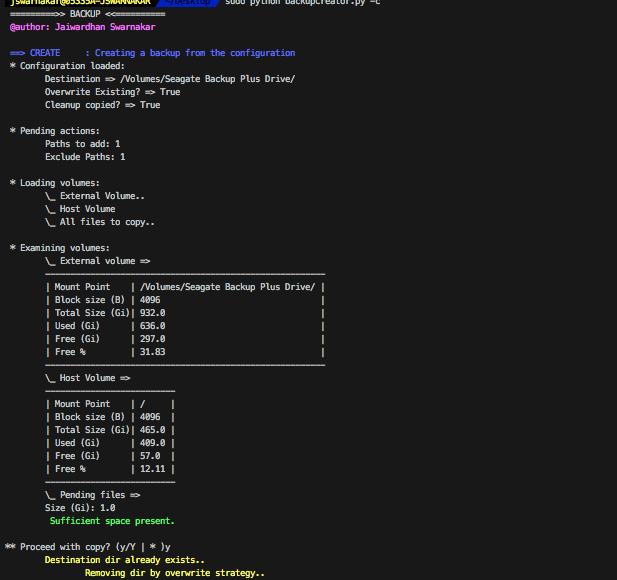 sudo python backupcreator.py -c
=========>> BACKUP <<==========
@author: Jaiwardhan Swarnakar
==> CREATE : Creating a backup from the configuration
* Configuration loaded:
Destination => /Volumes/Seagate Backup Plus Drive/
Overwrite Existing? => True
Cleanup copied? => True
* Pending actions:
Paths to add: 1
Exclude Paths: 1
* Loading volumes:
\_ External Volume..
\_ Host Volume
\_ All files to copy..
* Examining volumes:
\_ External volume =>
| Mount Point | /Volumes/Seagate Backup Plus Drive/ |
| Block size (B) | 4096 |
| Total Size (Gi)| 932.0 |
| Used (Gi) | 636.0 |
| Free (Gi) | 297.0 |
| Free % | 31.83 |
\_ Host Volume =>
| Mount Point | / |
| Block size (B) | 4096 |
| Total Size (Gi)| 465.0 |
| Used (Gi) | 409.0 |
| Free (Gi) | 57.0 |
| Free % | 12.11 |
\_ Pending files =>
Size (Gi): 1.0
Sufficient space present.
** Proceed with copy? (y/Y | * )y
Destination dir already exists..
Removing dir by overwrite strategy..